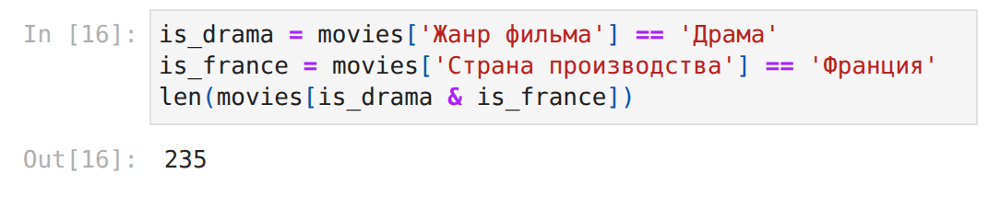 In [16]: is_drama = movies['Жанр фильма'] == 'Драма'
is_france = movies['Страна производства'] == 'Франция'
len(movies[is_drama & is_france])
Out[16]: 235